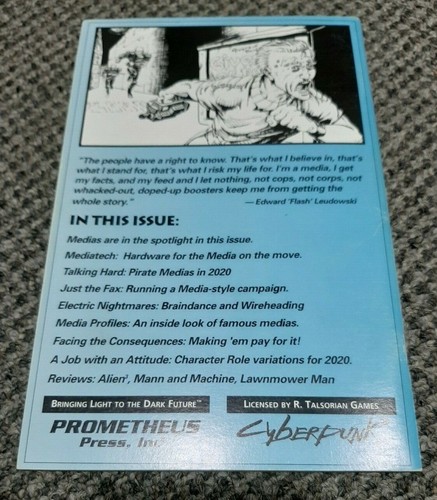 "The people have a right to know. That's what I believe in, that's
what I stand for, that's what I risk my life for. I'm a media, I get
my facts, and my feed and I let nothing, not cops, not corps, not
whacked-out, doped-up boosters keep me from getting the
whole story."
— Edward 'Flash' Leudowski
IN THIS ISSUE:
Medias are in the spotlight in this issue.
Mediatech: Hardware for the Media on the move.
Talking Hard: Pirate Medias in 2020
Just the Fax: Running a Media-style campaign.
Electric Nightmares: Braindance and Wireheading
Media Profiles: An inside look of famous medias.
Facing the Consequences: Making 'em pay for it!
A Job with an Attitude: Character Role variations for 2020.
Reviews: Alien³, Mann and Machine, Lawnmower Man
BRINGING LIGHT TO THE DARK FUTURE™
LICENSED BY R. TALSORIAN GAMES
PROMETHEUS
Press, Inc.
CYBERPUNK